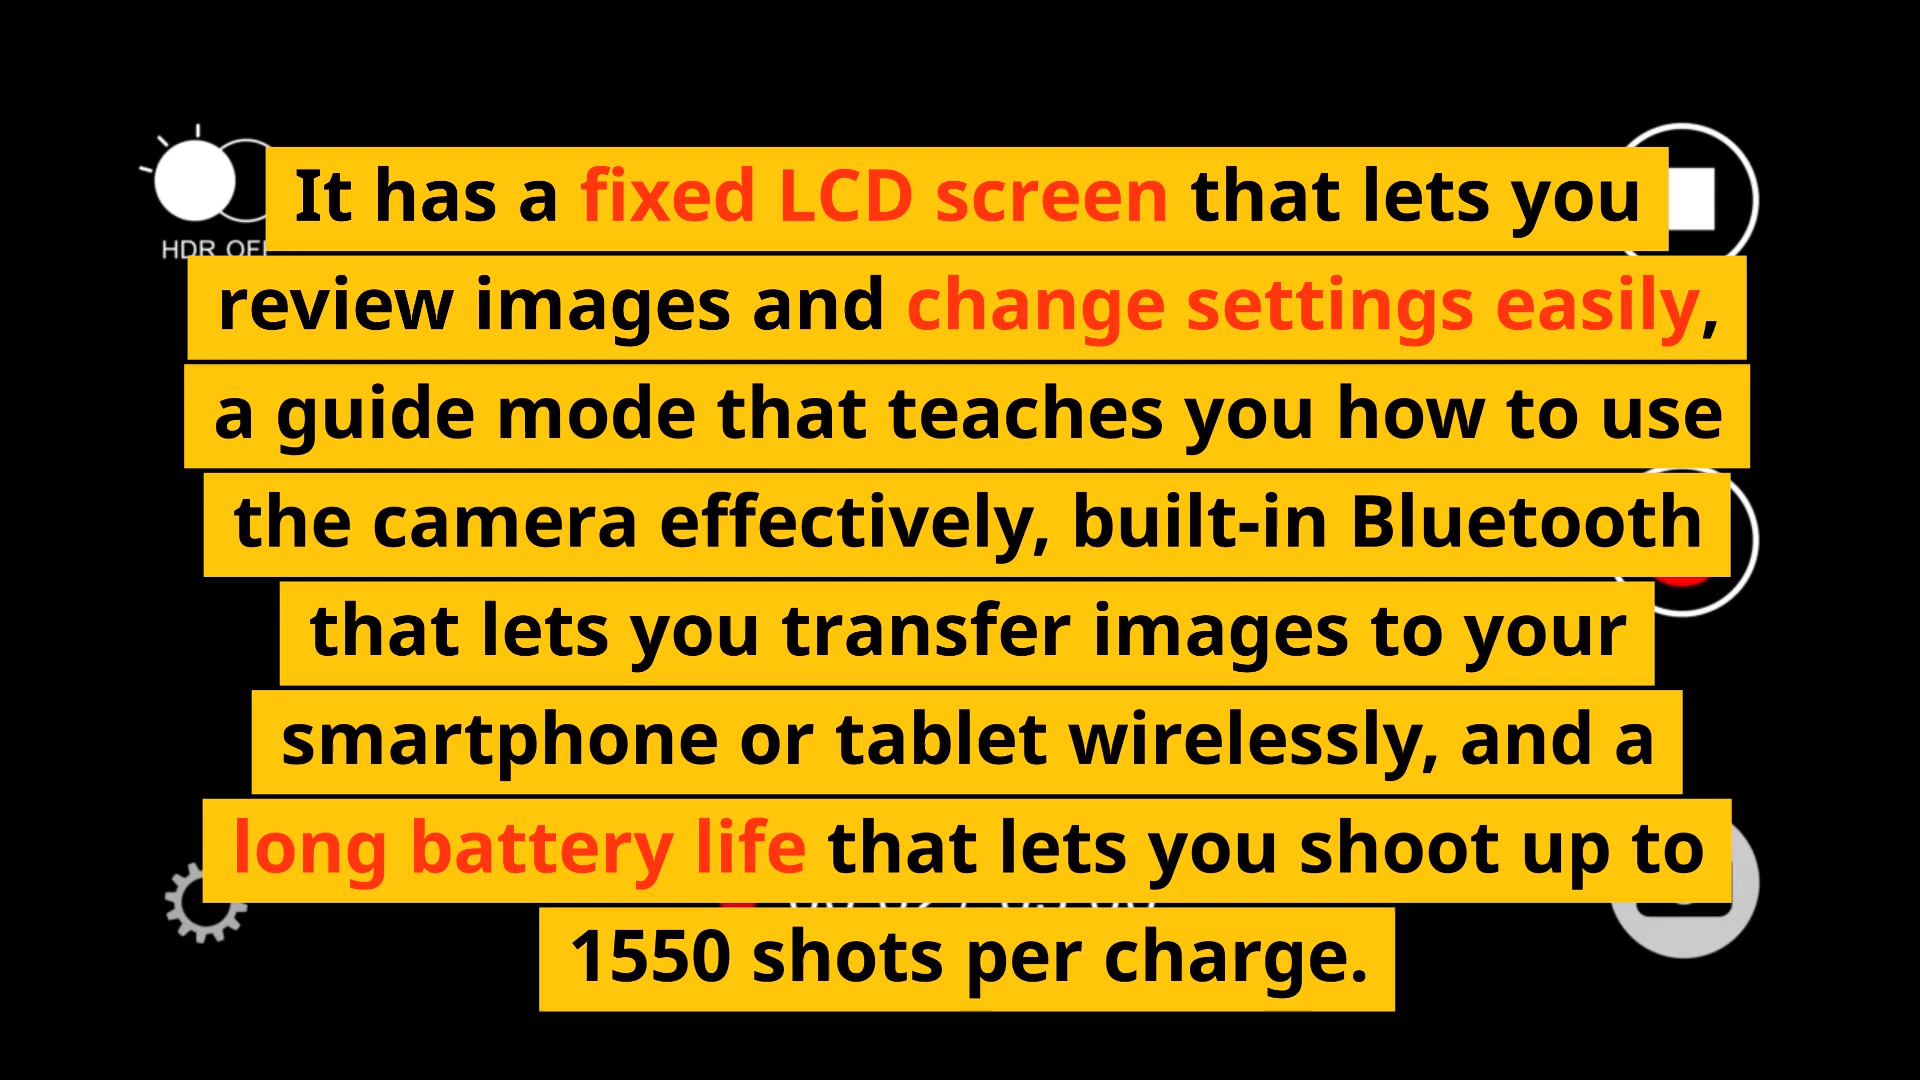 It has a fixed LCD screen that lets you
HDR
review images and change settings easily,
a guide mode that teaches you how to use
the camera effectively, built-in Bluetooth
that lets you transfer images to your
smartphone or tablet wirelessly, and a
long battery life that lets you shoot up to
1550 shots per charge.